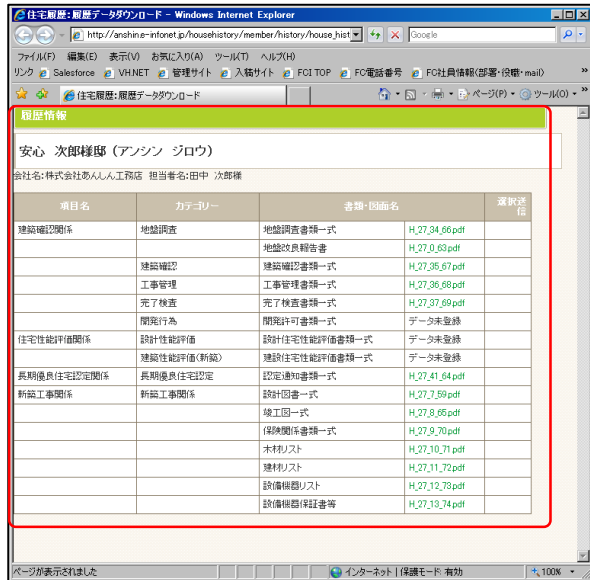 住宅履歴:履歴データダウンロード - Windows Internet Explorer
http://anshin.e-infonet.jp/househistory/member/history/house_hist
Google
ファイル(F) 編集(E) 表示(V) お気に入り(A) ツール(T) ヘルプ(H)
リンク Salesforce VH.NET 管理サイト 入稿サイト FCI TOP FC電話番号 FC社員情報(部署・役職・mail) »
住宅履歴:履歴データダウンロード ページ(P) ツール(O) »
履歴情報
安心 次郎様邸 (アンシン ジロウ)
会社名:株式会社あんしん工務店 担当者名:田中 次郎様
項目名 カテゴリー 書類・図面名 選択送信
建築確認関係 地盤調査 地盤調査書類一式 H_27_34_66.pdf
地盤改良報告書 H_27_0_63.pdf
建築確認 建築確認書類一式 H_27_35_67.pdf
工事管理 工事管理書類一式 H_27_36_68.pdf
完了検査 完了検査書類一式 H_27_37_69.pdf
開発行為 開発許可書類一式 データ未登録
住宅性能評価関係 設計性能評価 設計住宅性能評価書類一式 データ未登録
建築性能評価(新築) 建設住宅性能評価書類一式 データ未登録
長期優良住宅認定関係 長期優良住宅認定 認定通知書類一式 H_27_41_64.pdf
新築工事関係 新築工事関係 設計図書一式 H_27_7_59.pdf
竣工図一式 H_27_8_65.pdf
保険関係書類一式 H_27_9_70.pdf
木材リスト H_27_10_71.pdf
建材リスト H_27_11_72.pdf
設備機器リスト H_27_12_73.pdf
設備機器保証書等 H_27_13_74.pdf
ページが表示されました インターネット | 保護モード: 有効 100%